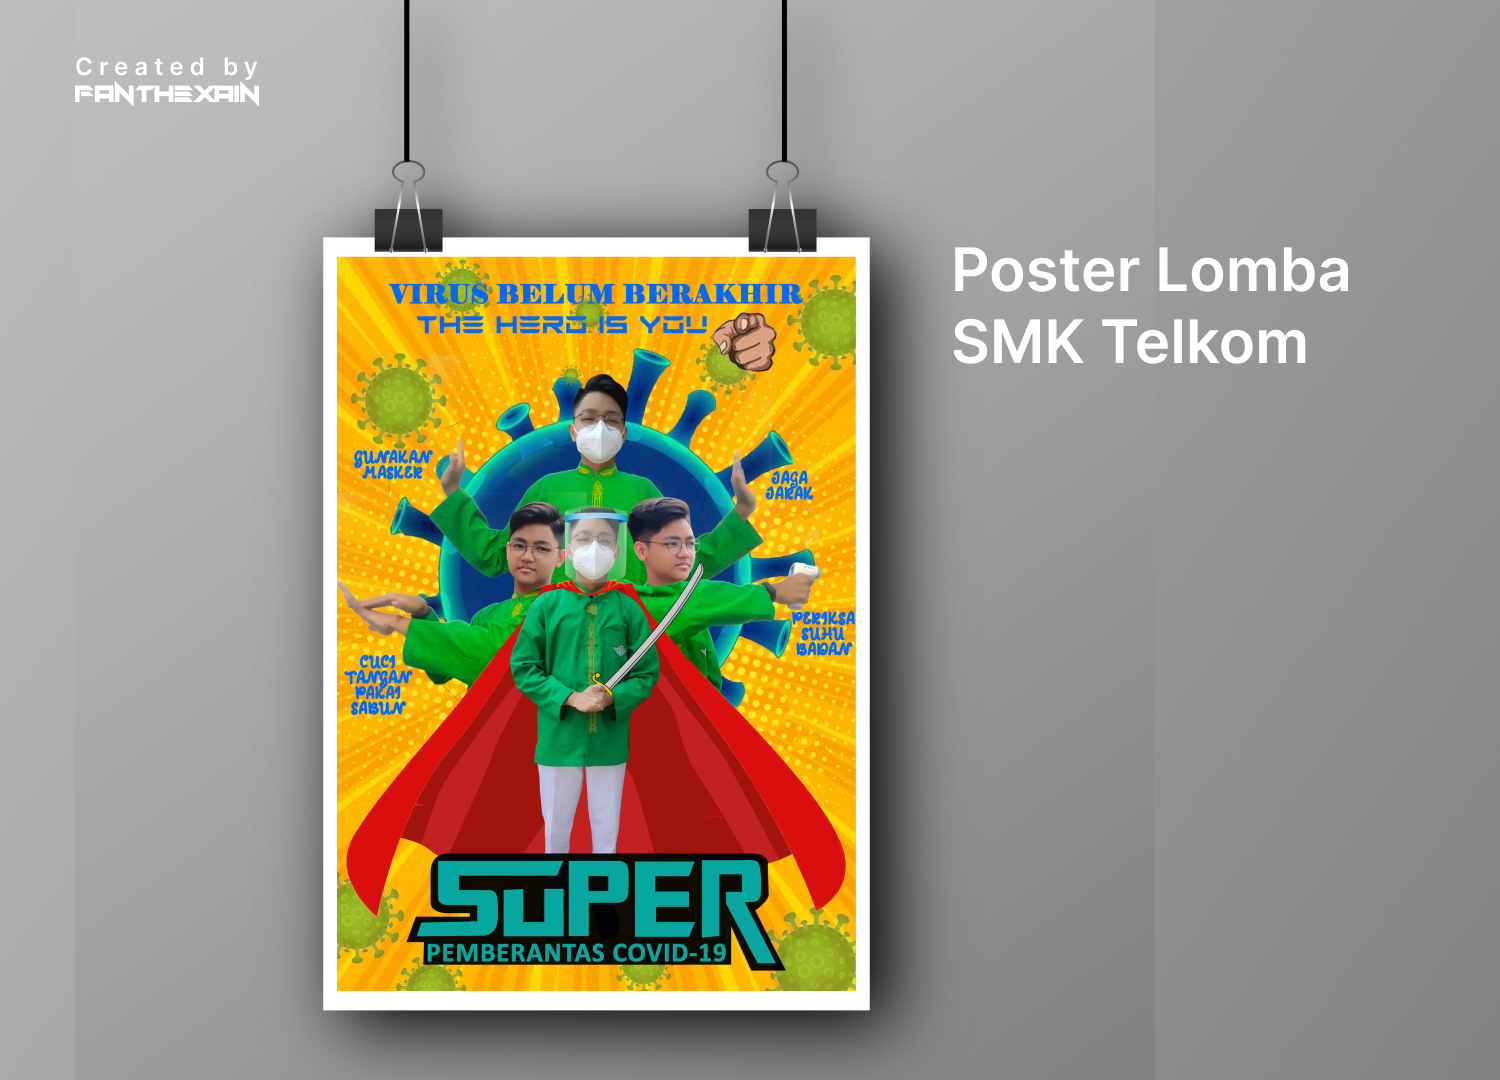 Created by
FANTHEXAIN
Poster Lomba
SMK Telkom
VIRUS BELUM BERAKHIR
THE HERO IS YOU
GUNAKAN
MASKER
JAGA
JARAK
PERIKSA
SUHU
BADAN
CUCI
TANGAN
PAKAI
SABUN
SUPER
PEMBERANTAS COVID-19